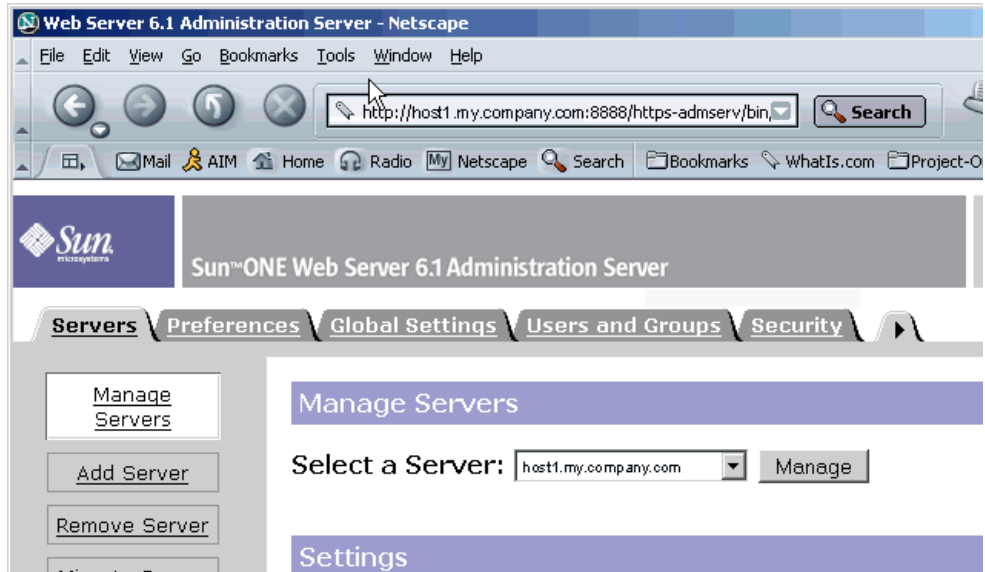 Web Server 6.1 Administration Server - Netscape
File Edit View Go Bookmarks Tools Window Help
http://host1.my.company.com:8888/https-admserv/bin, Search
Mail AIM Home Radio My Netscape Search Bookmarks WhatIs.com Project-O
Sun
microsystems
Sun™ONE Web Server 6.1 Administration Server
Servers Preferences Global Settings Users and Groups Security
Manage
Servers
Manage Servers
Select a Server: host1.my.company.com Manage
Add Server
Remove Server
Settings